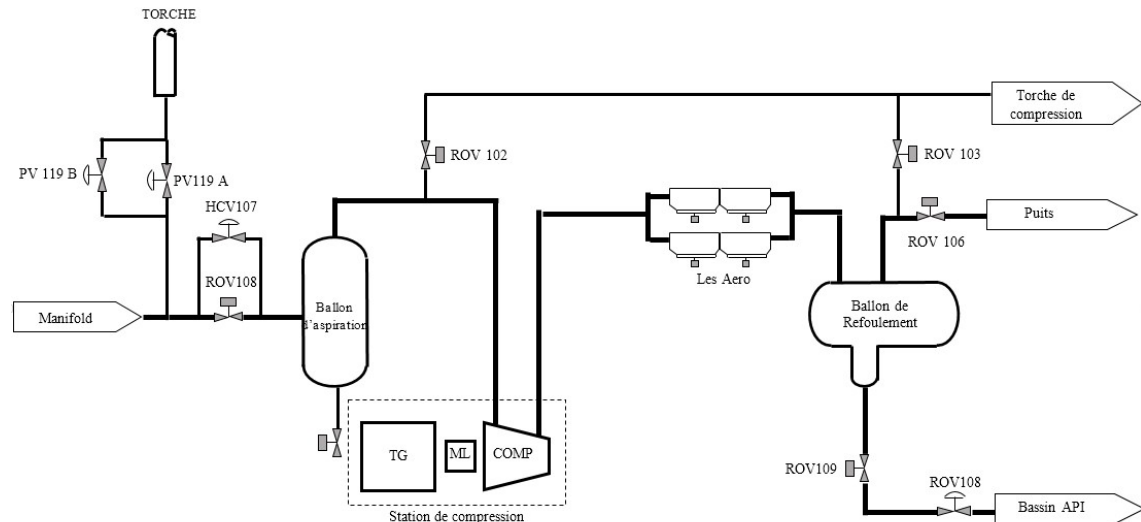 TORCHE
Torche de
compression
ROV 102
ROV 103
PV 119 B
PV119 A
HCV107
Puits
ROV 106
ROV108
Les Aero
Manifold
Ballon
d'aspiration
Ballon de
Refoulement
TG
ML
COMP
ROV109
ROV108
Bassin API
Station de compression